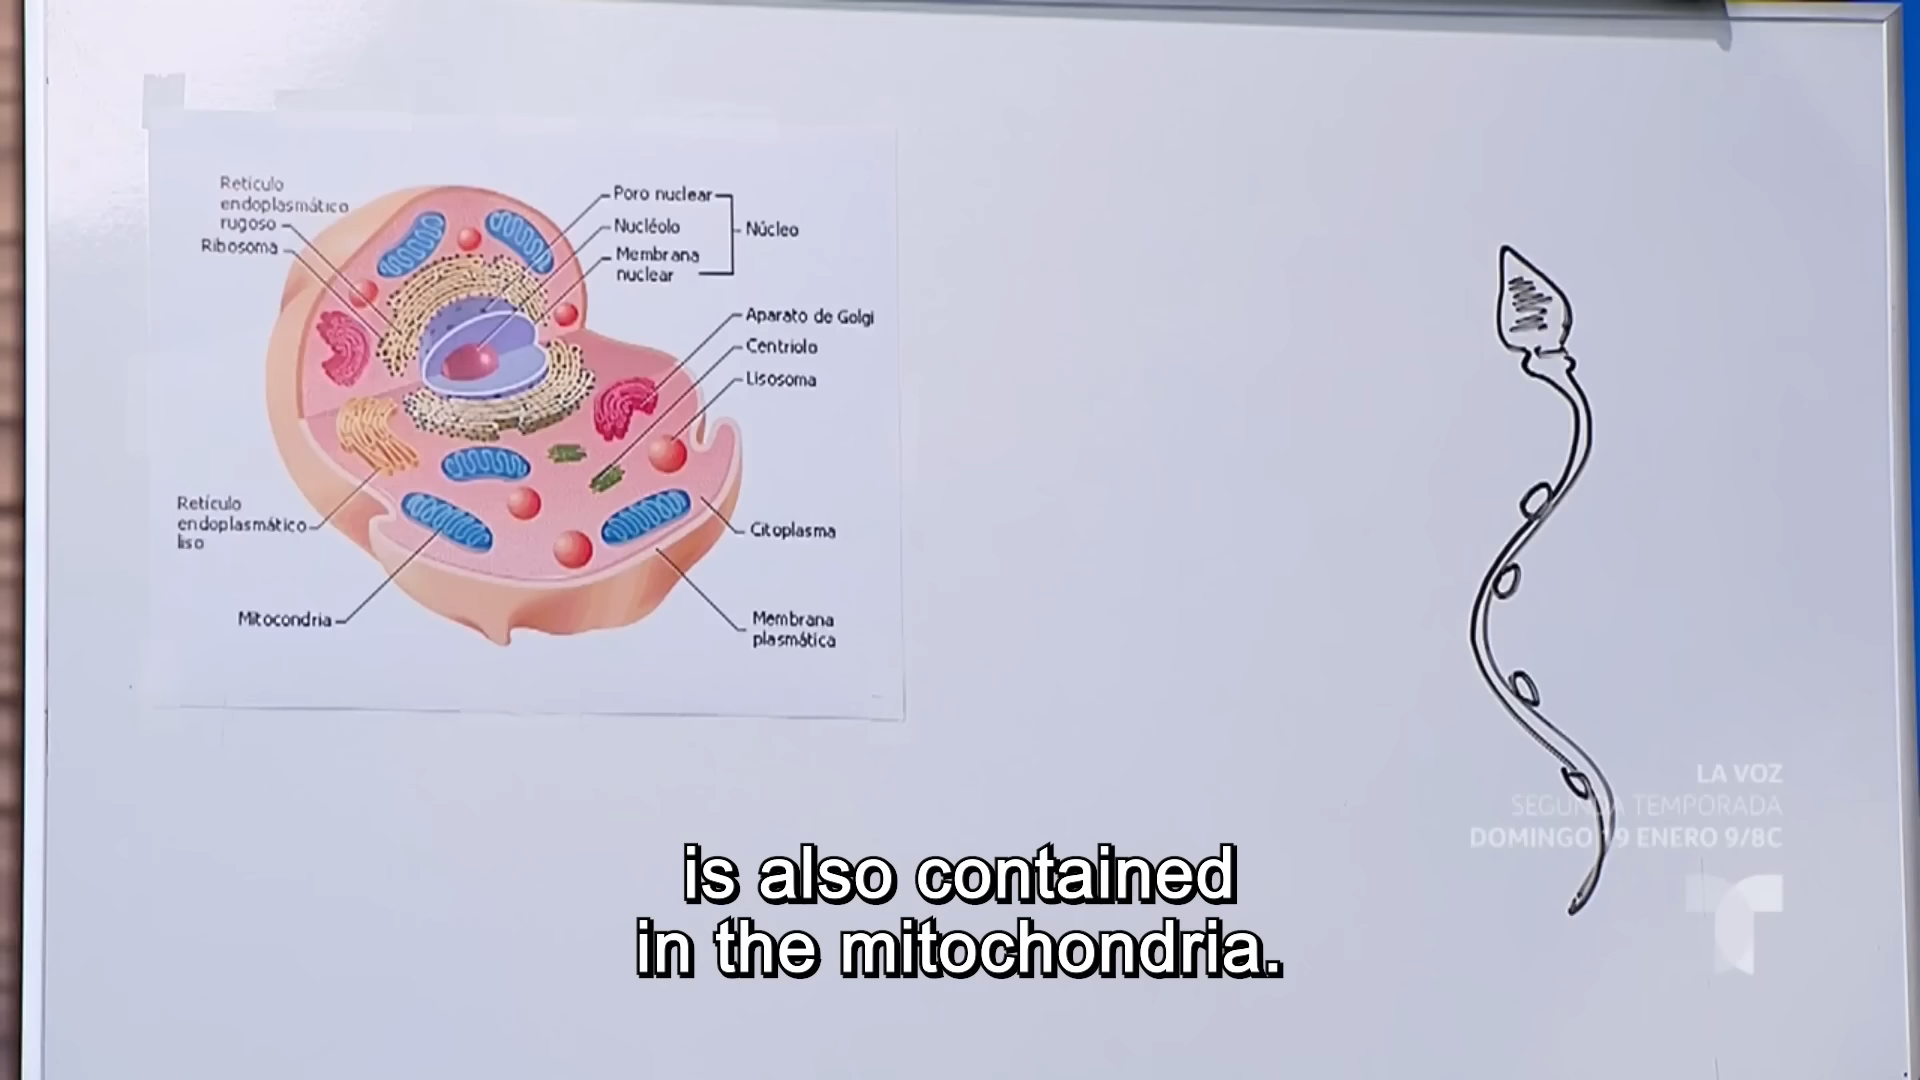 Retículo
endoplasmático
rugoso
Ribosoma
Poro nuclear
Nucléolo
Membrana
nuclear
Núcleo
Aparato de Golgi
Centriolo
Lisosoma
Retículo
endoplasmático
liso
Mitocondria
Citoplasma
Membrana
plasmática
LA VOZ
SEGUNDA TEMPORADA
DOMINGO 19 ENERO 9/8C
is also contained
in the mitochondria.